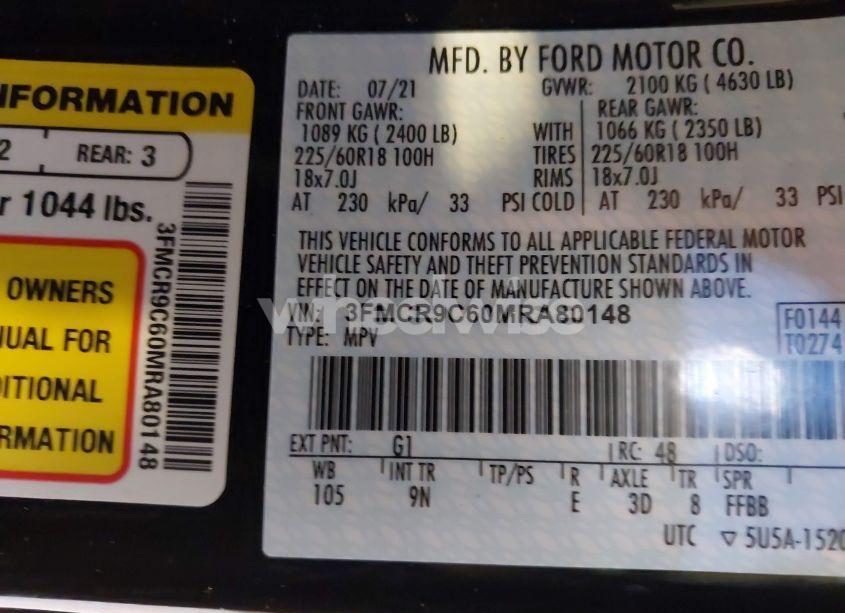 INFORMATION
2 REAR: 3
r 1044 lbs.
OWNERS
NUAL FOR
DITIONAL
RMATION
3FMCR9C60MRA80148
MFD. BY FORD MOTOR CO.
DATE: 07/21 GVWR: 2100 KG ( 4630 LB)
FRONT GAWR: REAR GAWR:
1089 KG ( 2400 LB) WITH 1066 KG ( 2350 LB)
225/60R18 100H TIRES 225/60R18 100H
18x7.0J RIMS 18x7.0J
AT 230 kPa/ 33 PSI COLD AT 230 kPa/ 33 PSI
THIS VEHICLE CONFORMS TO ALL APPLICABLE FEDERAL MOTOR
VEHICLE SAFETY AND THEFT PREVENTION STANDARDS IN
EFFECT ON THE DATE OF MANUFACTURE SHOWN ABOVE.
VIN: 3FMCR9C60MRA80148 F0144
TYPE: MPV T0274
EXT PNT: G1 RC: 48 DSO:
WB INT TR TP/PS R AXLE TR SPR
105 9N E 3D 8 FFBB
UTC ▽ 5U5A-1520